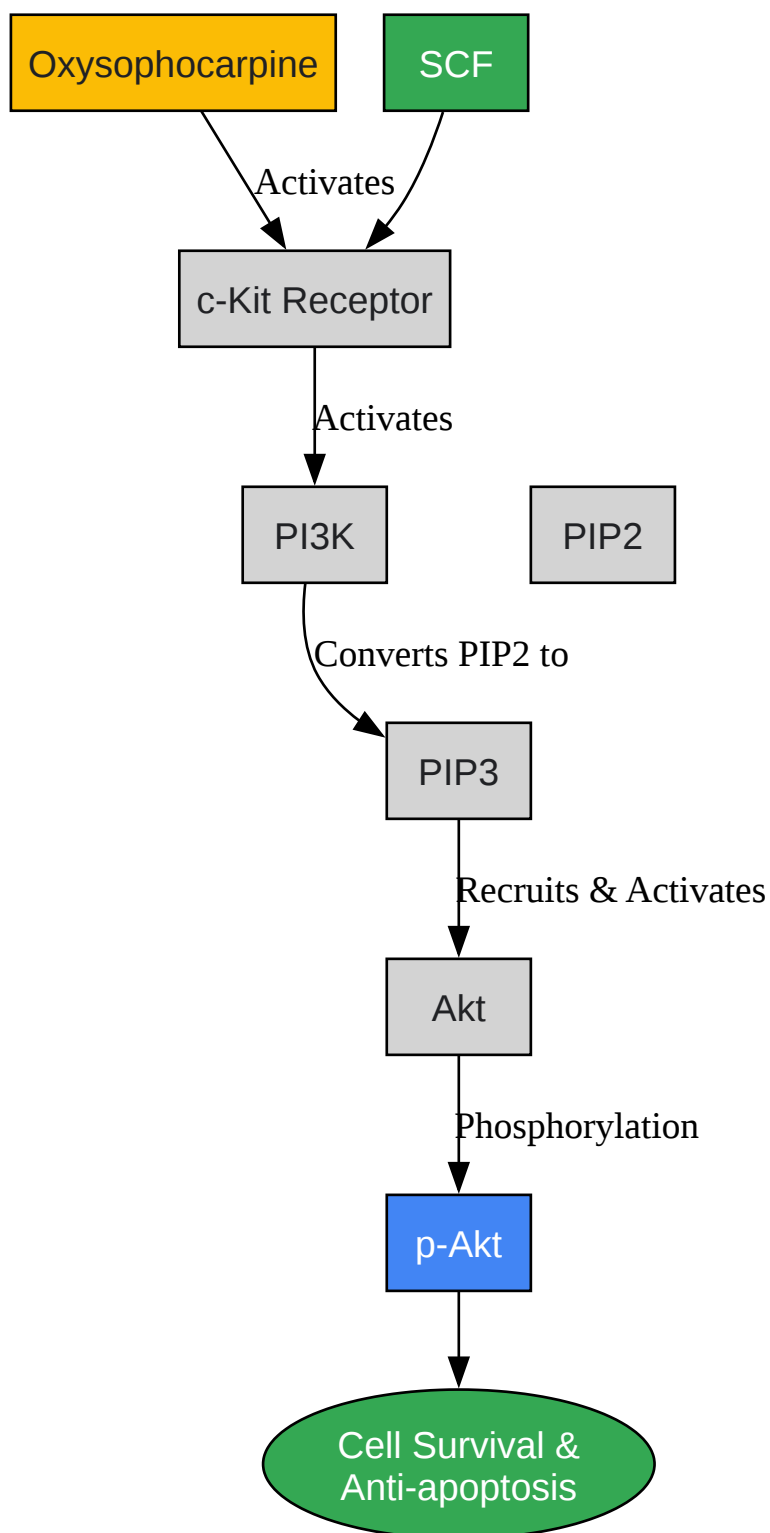 Oxysophocarpine
SCF
Activates
c-Kit Receptor
Activates
PI3K
PIP2
Converts PIP2 to
PIP3
Recruits & Activates
Akt
Phosphorylation
p-Akt
Cell Survival &
Anti-apoptosis